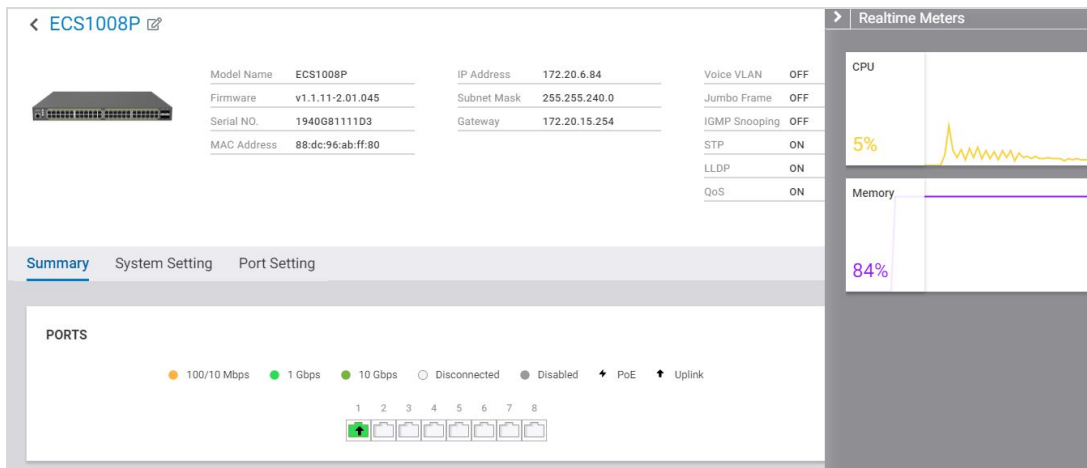 ECS1008P
Realtime Meters
Model Name ECS1008P
Firmware v1.1.11-2.01.045
Serial NO. 1940G81111D3
MAC Address 88:dc:96:ab:ff:80
IP Address 172.20.6.84
Subnet Mask 255.255.240.0
Gateway 172.20.15.254
Voice VLAN OFF
Jumbo Frame OFF
IGMP Snooping OFF
STP ON
LLDP ON
QoS ON
CPU
5%
Memory
84%
Summary System Setting Port Setting
PORTS
100/10 Mbps 1 Gbps 10 Gbps Disconnected Disabled PoE Uplink
1 2 3 4 5 6 7 8